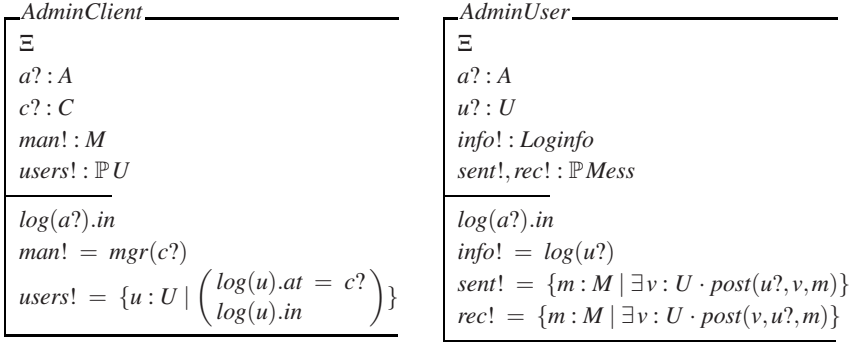 AdminClient
Ξ
a? : A
c? : C
man! : M
users! : ℙ U
log(a?).in
man! = mgr(c?)
users! = {u : U | ( log(u).at = c?
log(u).in ) }
AdminUser
Ξ
a? : A
u? : U
info! : Loginfo
sent!, rec! : ℙ Mess
log(a?).in
info! = log(u?)
sent! = {m : M | ∃ v : U · post(u?, v, m)}
rec! = {m : M | ∃ v : U · post(v, u?, m)}